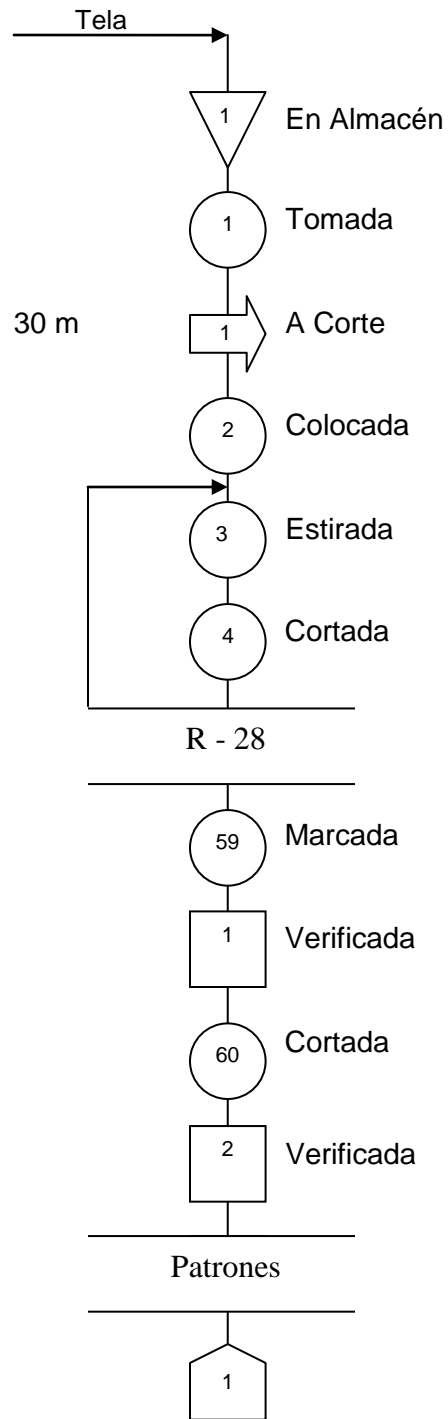 Tela
1 En Almacén
1 Tomada
30 m 1 A Corte
2 Colocada
3 Estirada
4 Cortada
R - 28
59 Marcada
1 Verificada
60 Cortada
2 Verificada
Patrones
1